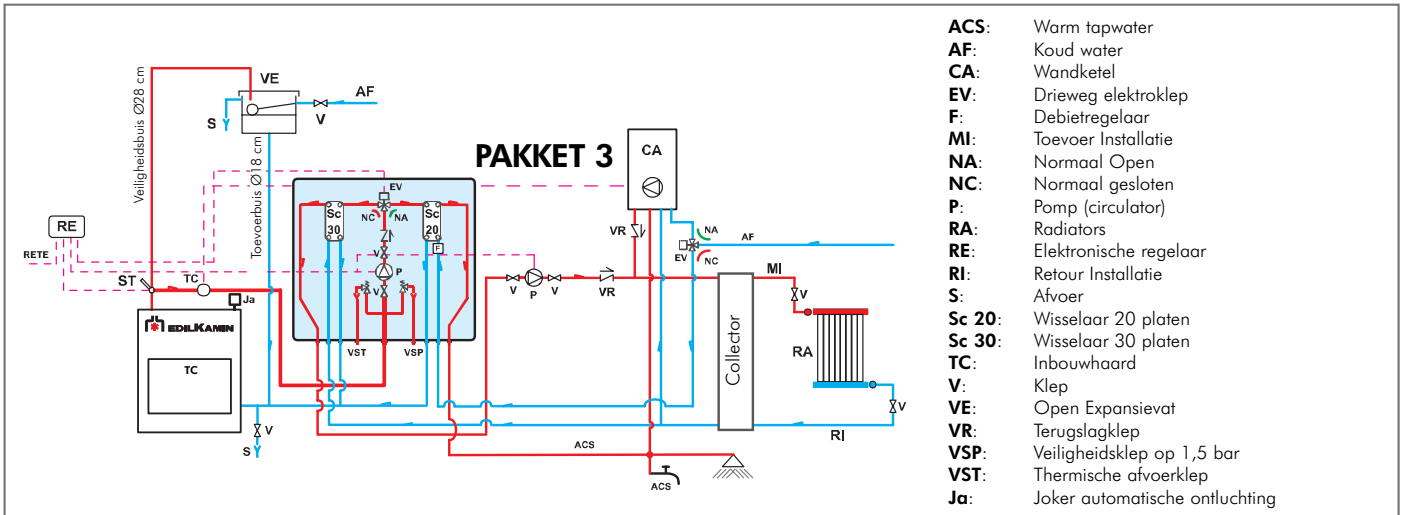 VE
AF
S
V
Veiligheidsbuis Ø28 cm
Toevoerbuis Ø18 cm
PAKKET 3
CA
EV
Sc
30
NC
NA
Sc
20
F
V
P
V
VST
VSP
RE
RETE
ST
TC
Ja
EDILKAMIN
TC
V
S
V
P
V
VR
VR
NA
EV
NC
AF
MI
V
RA
Collector
V
RI
ACS
ACS
ACS: Warm tapwater
AF: Koud water
CA: Wandketel
EV: Drieweg elektroklep
F: Debietregelaar
MI: Toevoer Installatie
NA: Normaal Open
NC: Normaal gesloten
P: Pomp (circulator)
RA: Radiators
RE: Elektronische regelaar
RI: Retour Installatie
S: Afvoer
Sc 20: Wisselaar 20 platen
Sc 30: Wisselaar 30 platen
TC: Inbouwhaard
V: Klep
VE: Open Expansievat
VR: Terugslagklep
VSP: Veiligheidsklep op 1,5 bar
VST: Thermische afvoerklep
Ja: Joker automatische ontluchting